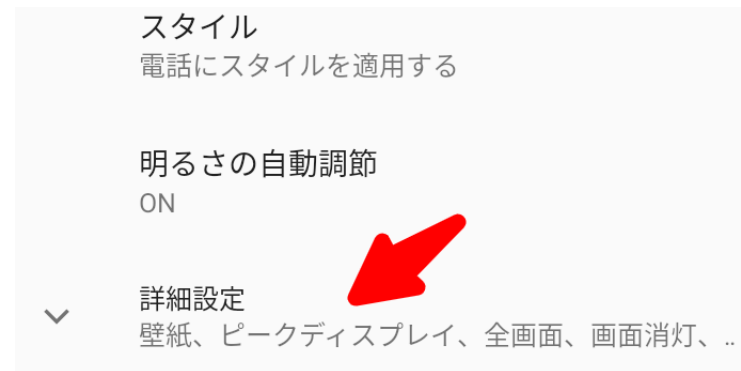 スタイル
電話にスタイルを適用する
明るさの自動調節
ON
詳細設定
壁紙、ピークディスプレイ、全画面、画面消灯、..